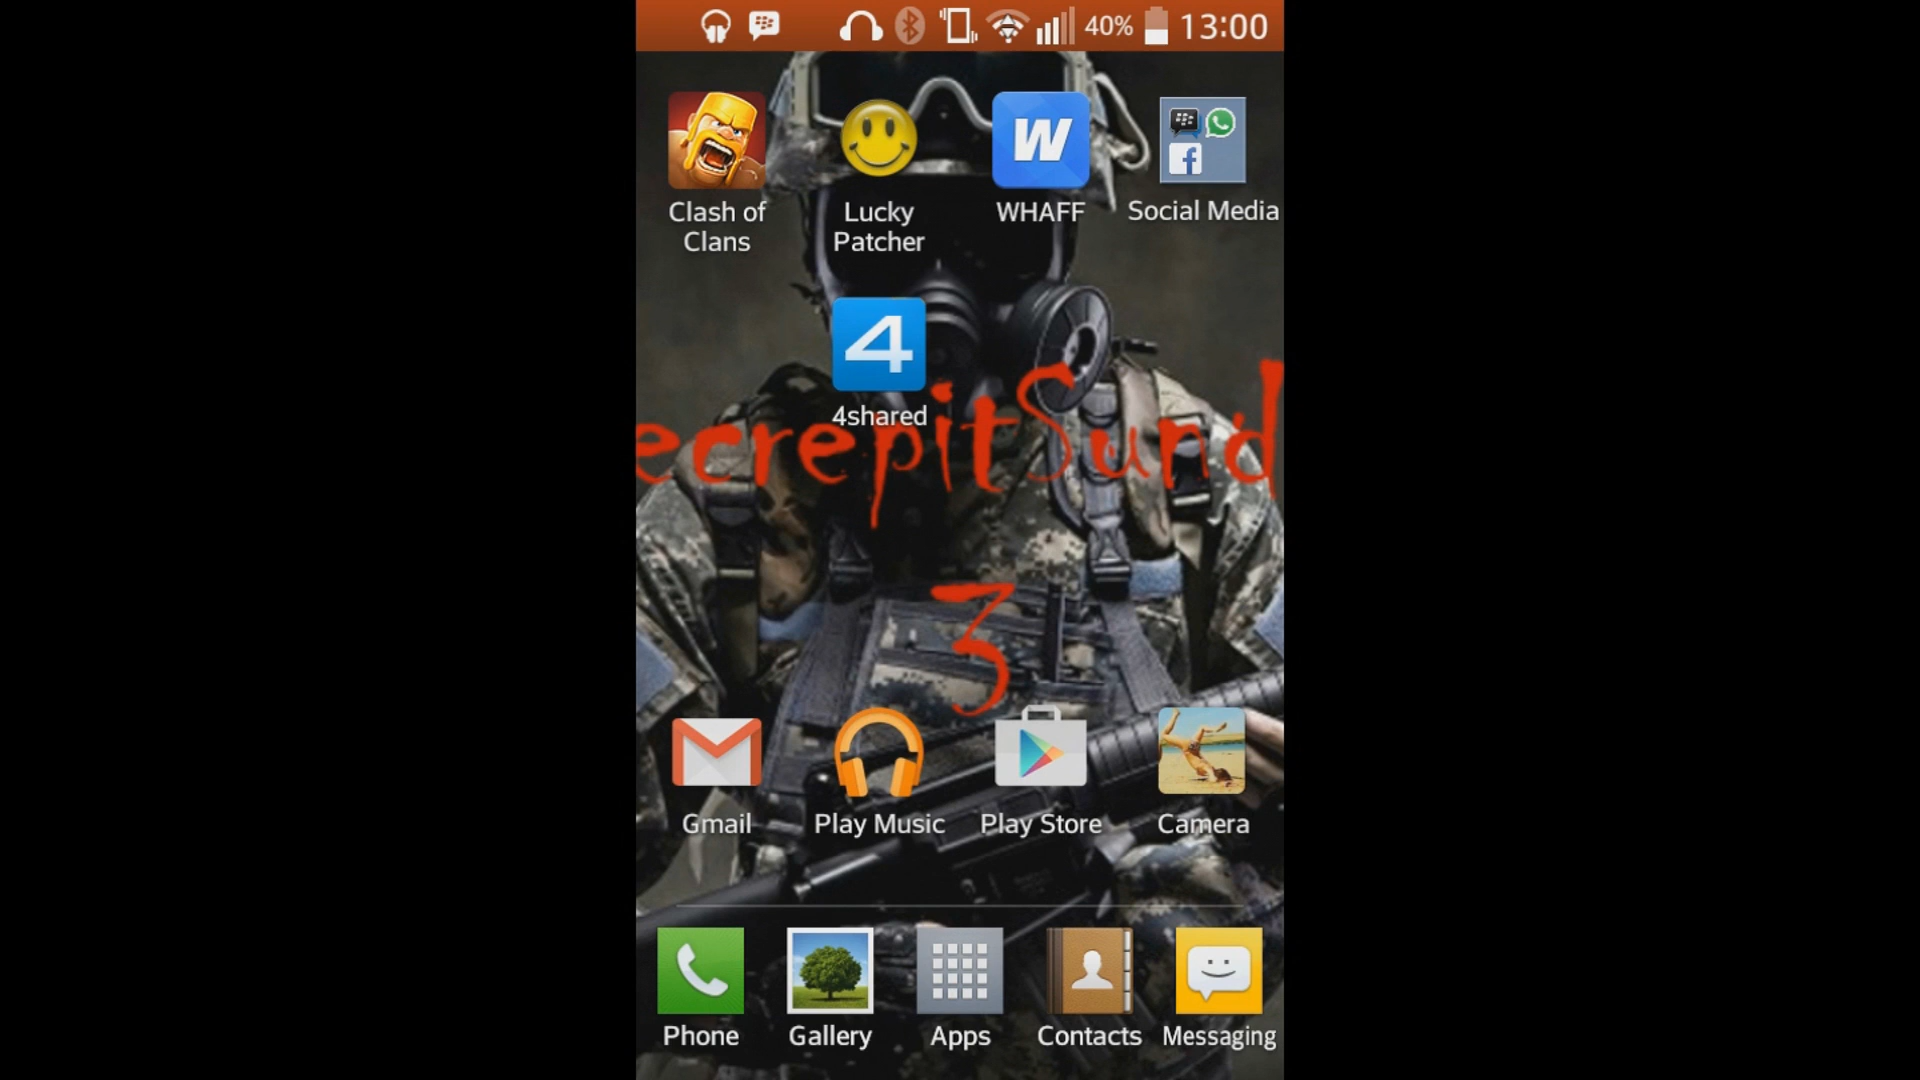 40% 13:00
W
f
Clash of
Clans
Lucky
Patcher
WHAFF
Social Media
4
4shared
ecrepitSund
3
Gmail
Play Music
Play Store
Camera
Phone
Gallery
Apps
Contacts
Messaging